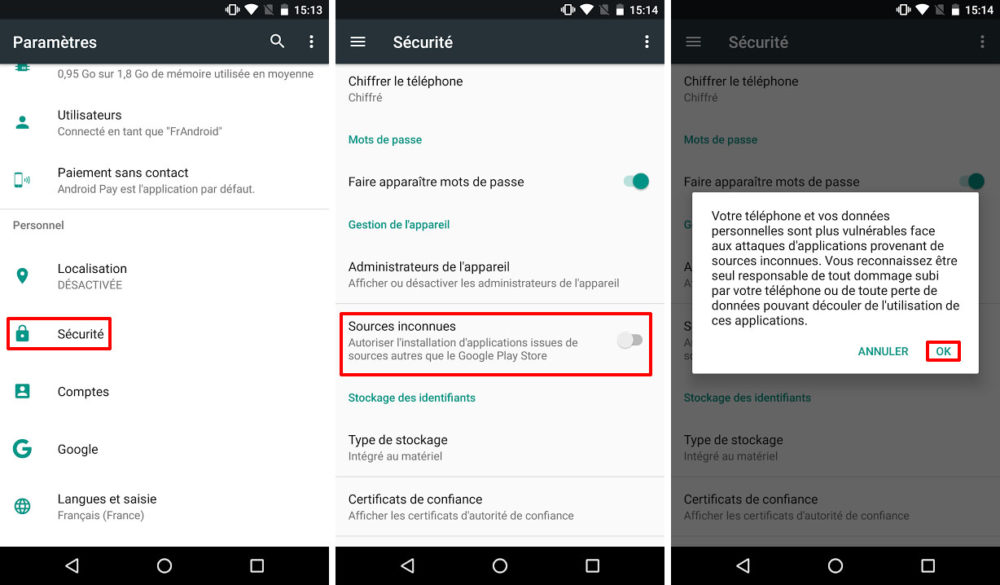 15:13
Paramètres
0,95 Go sur 1,8 Go de mémoire utilisée en moyenne
Utilisateurs
Connecté en tant que "FrAndroid"
Paiement sans contact
Android Pay est l'application par défaut.
Personnel
Localisation
DÉSACTIVÉE
Sécurité
Comptes
Google
Langues et saisie
Français (France)
15:14
Sécurité
Chiffrer le téléphone
Chiffré
Mots de passe
Faire apparaître mots de passe
Gestion de l'appareil
Administrateurs de l'appareil
Afficher ou désactiver les administrateurs de l'appareil
Sources inconnues
Autoriser l'installation d'applications issues de
sources autres que le Google Play Store
Stockage des identifiants
Type de stockage
Intégré au matériel
Certificats de confiance
Afficher les certificats d'autorité de confiance
15:14
Sécurité
Chiffrer le téléphone
Chiffré
Mots de passe
Faire apparaître mots de passe
G
A
Votre téléphone et vos données
personnelles sont plus vulnérables face
aux attaques d'applications provenant de
sources inconnues. Vous reconnaissez être
seul responsable de tout dommage subi
par votre téléphone ou de toute perte de
données pouvant découler de l'utilisation de
ces applications.
ANNULER OK
Stockage des identifiants
Type de stockage
Intégré au matériel
Certificats de confiance
Afficher les certificats d'autorité de confiance